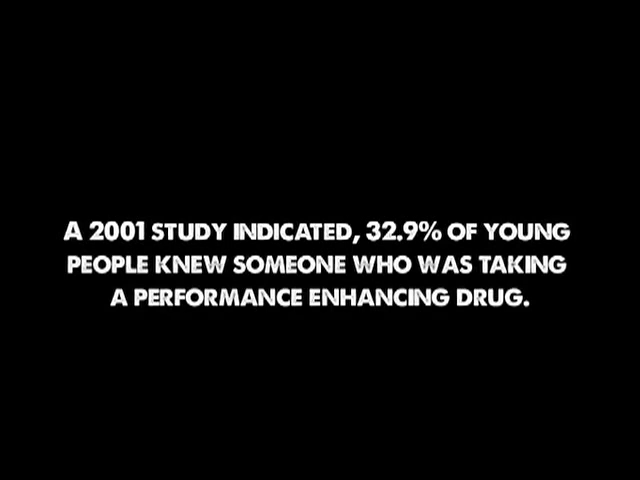 A 2001 STUDY INDICATED, 32.9% OF YOUNG
PEOPLE KNEW SOMEONE WHO WAS TAKING
A PERFORMANCE ENHANCING DRUG.